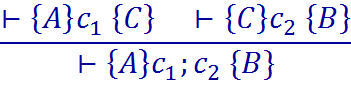 ⊢ {A}c₁ {C} ⊢ {C}c₂ {B}
⊢ {A}c₁; c₂ {B}